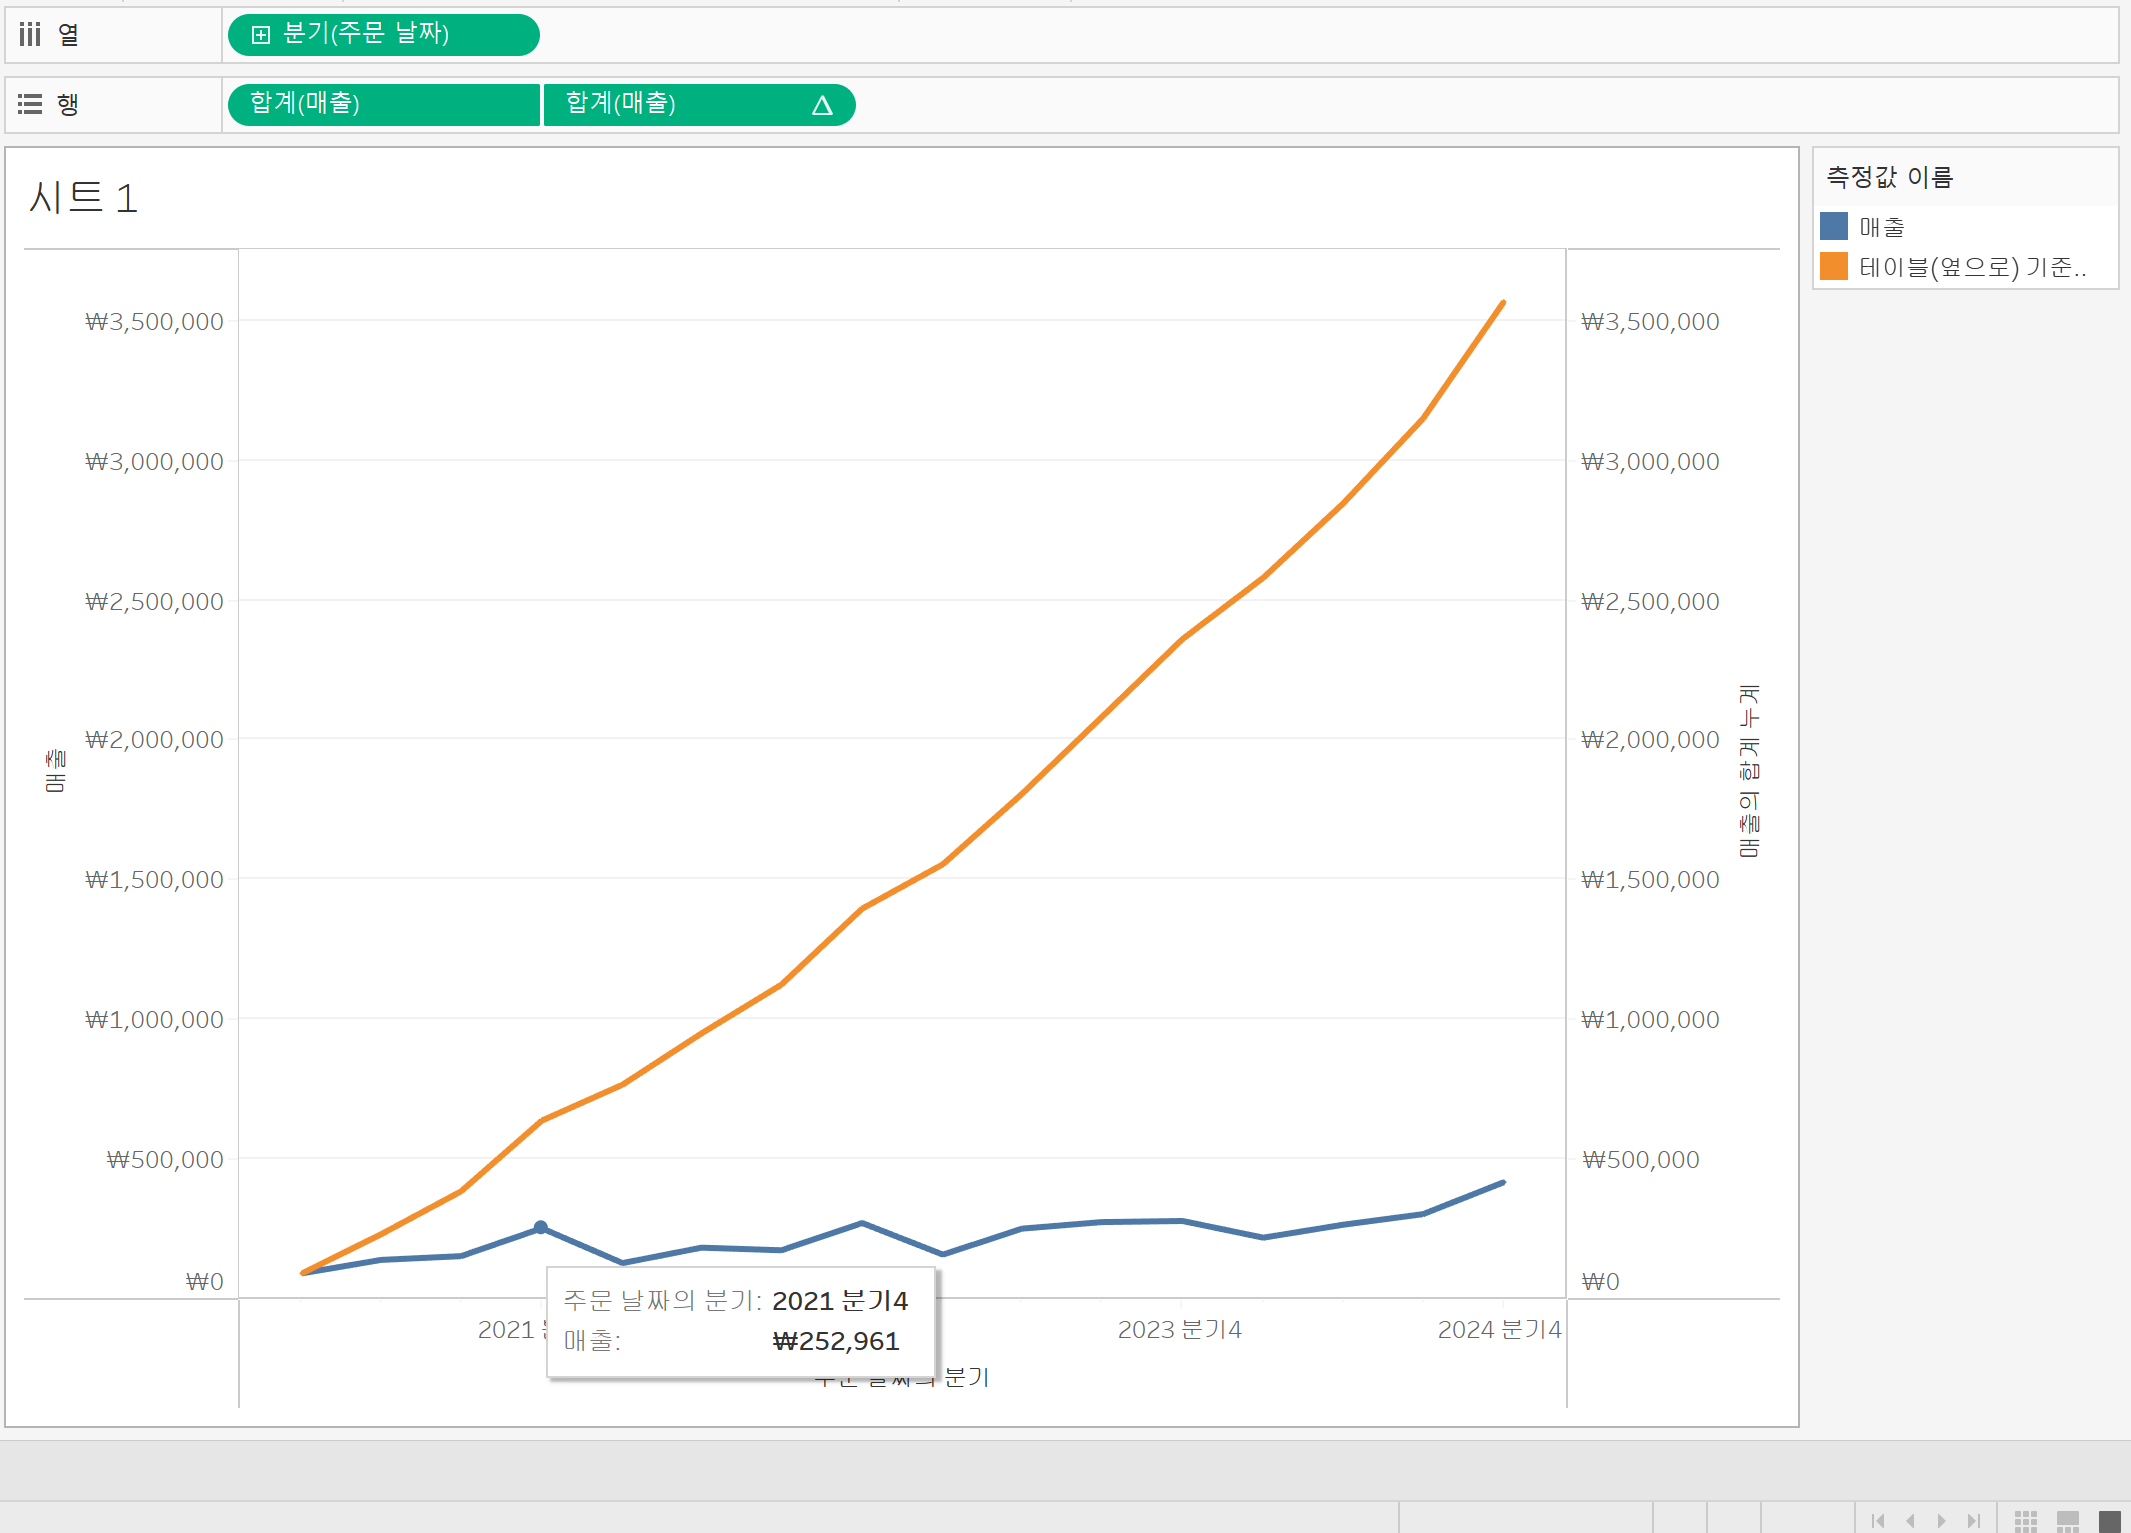 열
분기(주문 날짜)
행
합계(매출)
합계(매출)
시트 1
측정값 이름
매출
테이블(옆으로) 기준..
₩3,500,000
₩3,000,000
₩2,500,000
₩2,000,000
₩1,500,000
₩1,000,000
₩500,000
₩0
매출
₩3,500,000
₩3,000,000
₩2,500,000
₩2,000,000
₩1,500,000
₩1,000,000
₩500,000
₩0
매출의 합계 누계
주문 날짜의 분기: 2021 분기4
매출: ₩252,961
2021
2023 분기4
2024 분기4
주문 날짜의 분기